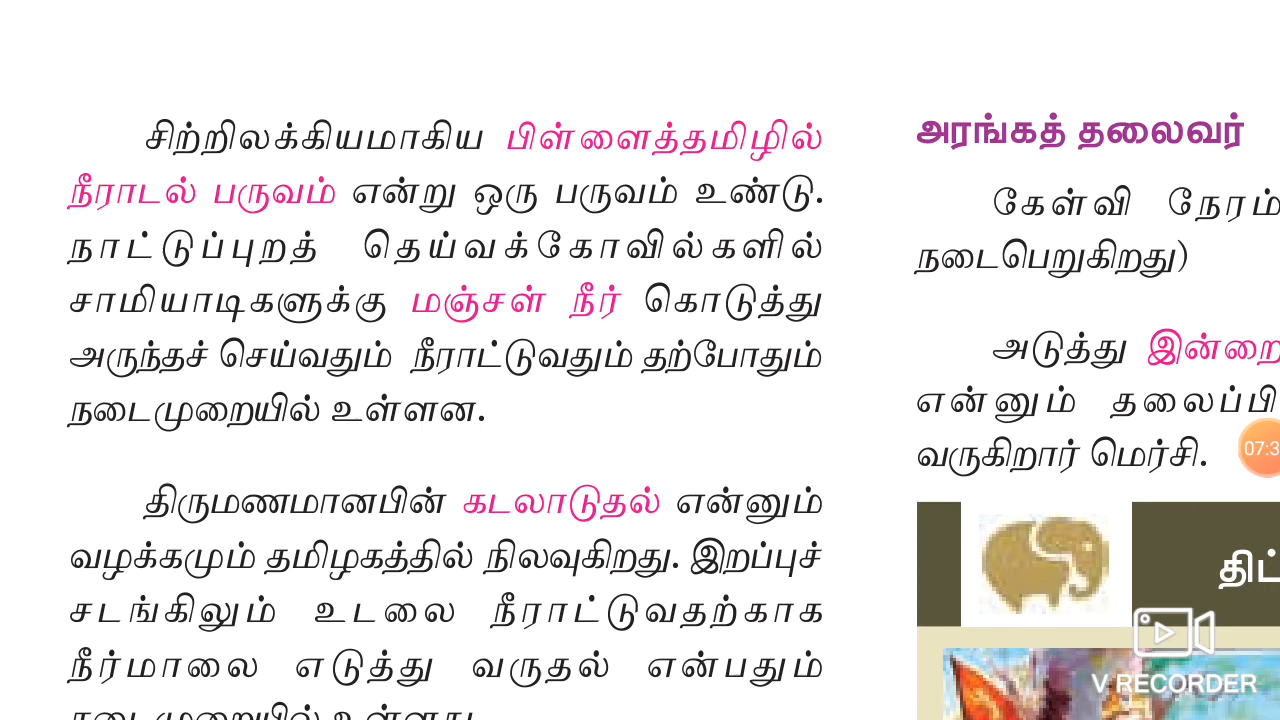 சிற்றிலக்கியமாகிய பிள்ளைத்தமிழில்
நீராடல் பருவம் என்று ஒரு பருவம் உண்டு.
நாட்டுப்புறத் தெய்வக்கோவில்களில்
சாமியாடிகளுக்கு மஞ்சள் நீர் கொடுத்து
அருந்தச் செய்வதும் நீராட்டுவதும் தற்போதும்
நடைமுறையில் உள்ளன.
திருமணமானபின் கடலாடுதல் என்னும்
வழக்கமும் தமிழகத்தில் நிலவுகிறது. இறப்புச்
சடங்கிலும் உடலை நீராட்டுவதற்காக
நீர்மாலை எடுத்து வருதல் என்பதும்
அரங்கத் தலைவர்
கேள்வி நேரம்
நடைபெறுகிறது)
அடுத்து
என்னும்
வருகிறார் மெர்சி.
07:3
V RECORDER